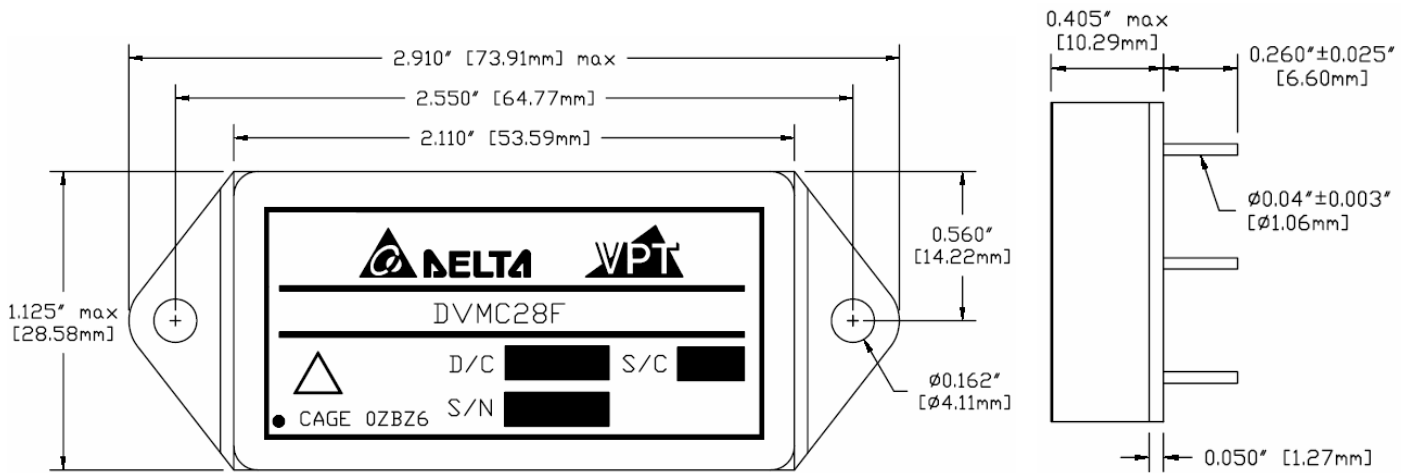 2.910″ [73.91mm] max
2.550″ [64.77mm]
2.110″ [53.59mm]
1.125″ max
[28.58mm]
DELTA VPT
DVMC28F
D/C S/C
S/N
CAGE 0ZBZ6
0.560″
[14.22mm]
Ø0.162″
[Ø4.11mm]
0.405″ max
[10.29mm]
0.260″±0.025″
[6.60mm]
Ø0.04″±0.003″
[Ø1.06mm]
0.050″ [1.27mm]